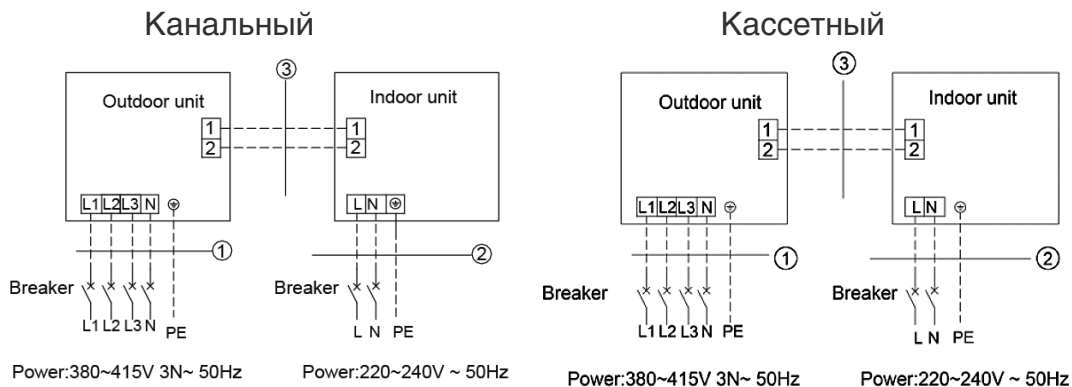 Канальный
③
Outdoor unit
Indoor unit
1 1
2 2
L1 L2 L3 N
L N
①
②
Breaker
Breaker
L1 L2 L3 N PE
L N PE
Power:380~415V 3N~ 50Hz
Power:220~240V ~ 50Hz
Кассетный
③
Outdoor unit
Indoor unit
1 1
2 2
L1 L2 L3 N
L N
①
②
Breaker
Breaker
L1 L2 L3 N PE
L N PE
Power:380~415V 3N~ 50Hz
Power:220~240V ~ 50Hz